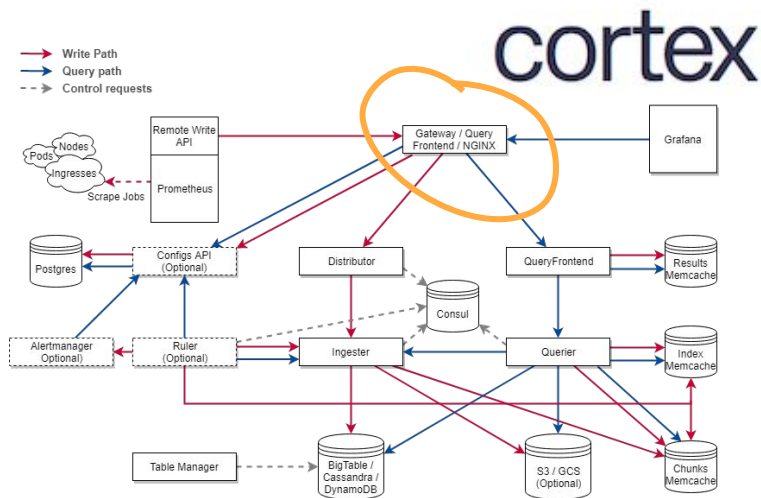 cortex
Write Path
Query path
Control requests
Remote Write
API
Gateway / Query
Frontend / NGINX
Grafana
Nodes
Pods
Ingresses
Scrape Jobs
Prometheus
Postgres
Configs API
(Optional)
Distributor
QueryFrontend
Results
Memcache
Consul
Alertmanager
Optional)
Ruler
(Optional)
Ingester
Querier
Index
Memcache
Table Manager
BigTable /
Cassandra /
DynamoDB
S3 / GCS
(Optional)
Chunks
Memcache